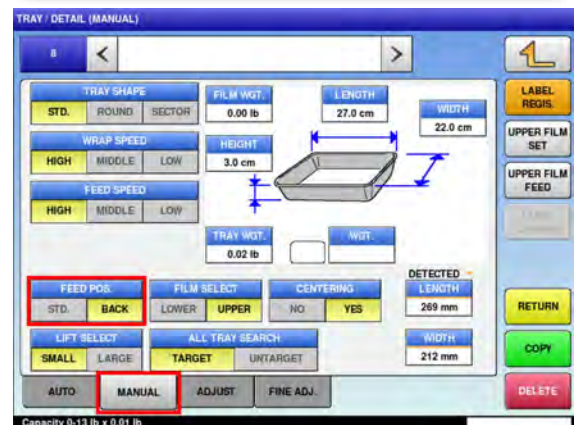 TRAY / DETAIL (MANUAL)
8 < >
TRAY SHAPE
STD. ROUND SECTOR
FILM WGT.
0.00 lb
LENGTH
27.0 cm
WIDTH
22.0 cm
WRAP SPEED
HIGH MIDDLE LOW
HEIGHT
3.0 cm
FEED SPEED
HIGH MIDDLE LOW
TRAY WGT.
0.02 lb
WGT.
FEED POS.
STD. BACK
FILM SELECT
LOWER UPPER
CENTERING
NO YES
DETECTED
LENGTH
269 mm
LIFT SELECT
SMALL LARGE
ALL TRAY SEARCH
TARGET UNTARGET
WIDTH
212 mm
AUTO MANUAL ADJUST FINE ADJ.
LABEL
REGIS.
UPPER FILM
SET
UPPER FILM
FEED
RETURN
COPY
DELETE
Capacity 0-13 lb x 0.01 lb